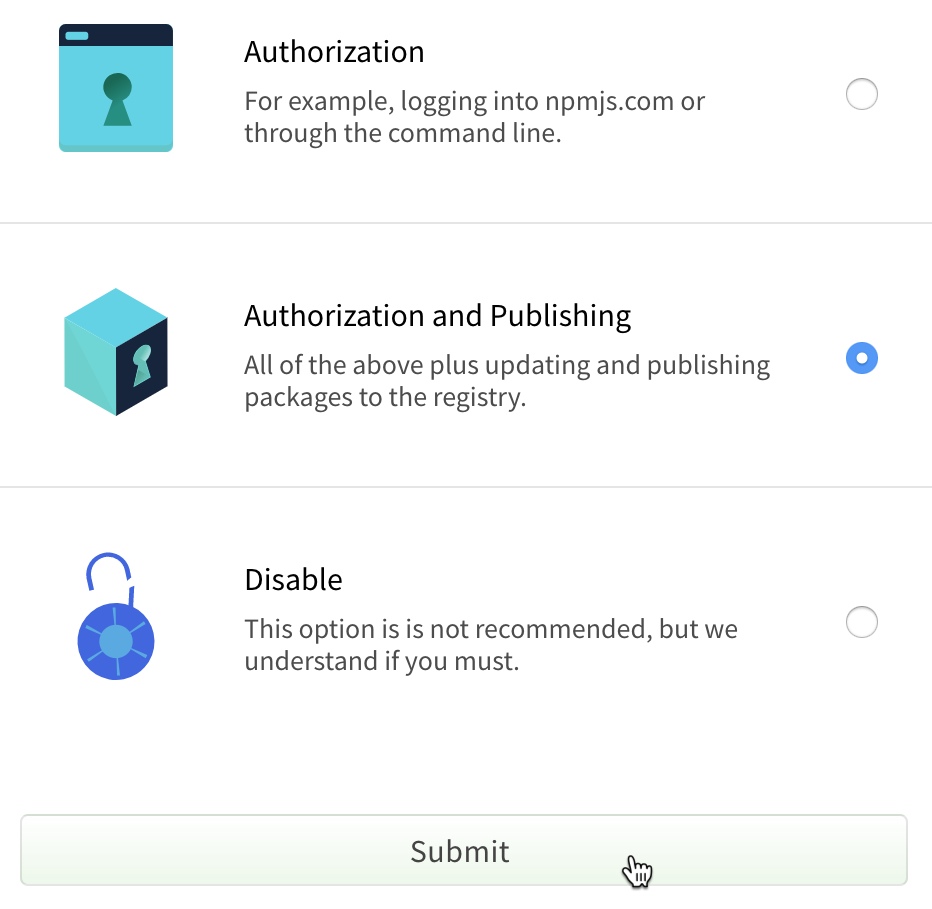 Authorization
For example, logging into npmjs.com or
through the command line.
Authorization and Publishing
All of the above plus updating and publishing
packages to the registry.
Disable
This option is is not recommended, but we
understand if you must.
Submit